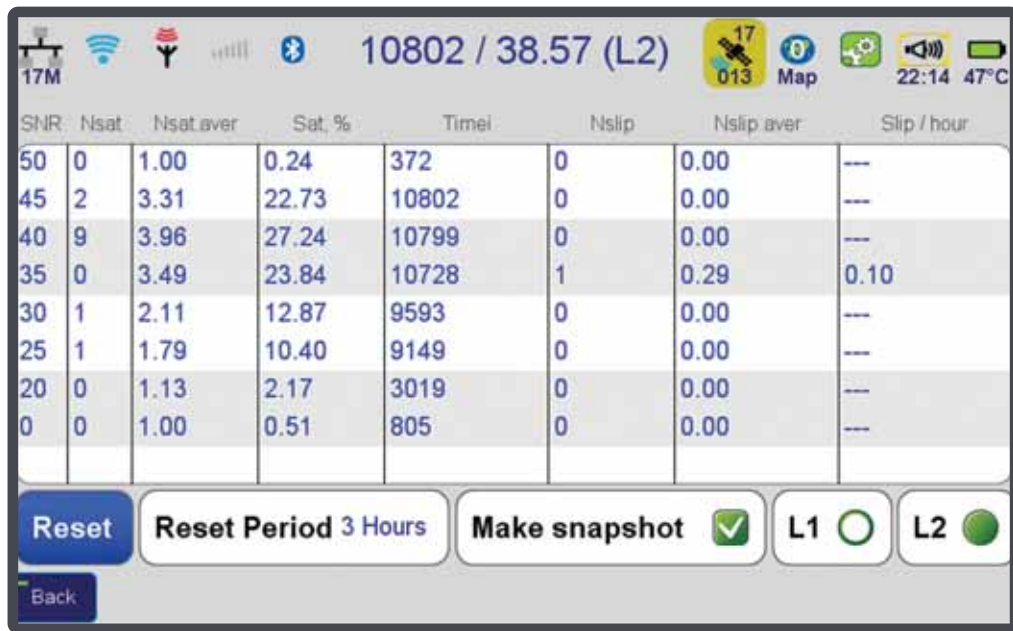 17M
10802 / 38.57 (L2)
17
013
Map
22:14
47°C
SNR Nsat Nsat.aver Sat, % Timei Nslip Nslip aver Slip / hour
50 0 1.00 0.24 372 0 0.00 ---
45 2 3.31 22.73 10802 0 0.00 ---
40 9 3.96 27.24 10799 0 0.00 ---
35 0 3.49 23.84 10728 1 0.29 0.10
30 1 2.11 12.87 9593 0 0.00 ---
25 1 1.79 10.40 9149 0 0.00 ---
20 0 1.13 2.17 3019 0 0.00 ---
0 0 1.00 0.51 805 0 0.00 ---
Reset Reset Period 3 Hours Make snapshot L1 L2
Back